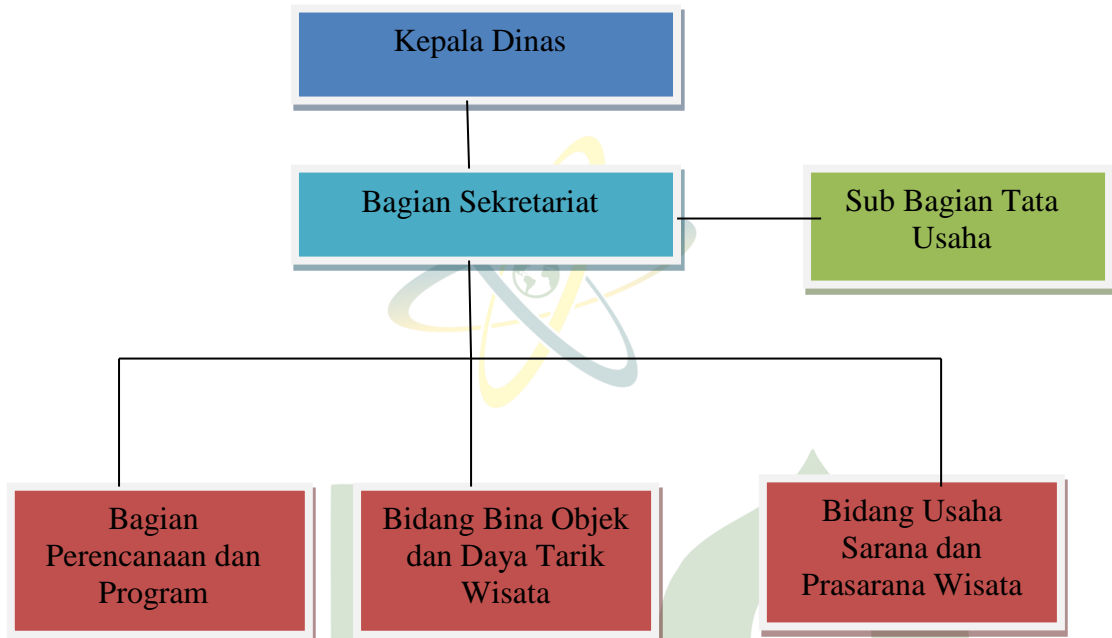 Kepala Dinas
Bagian Sekretariat
Sub Bagian Tata
Usaha
Bagian
Perencanaan dan
Program
Bidang Bina Objek
dan Daya Tarik
Wisata
Bidang Usaha
Sarana dan
Prasarana Wisata